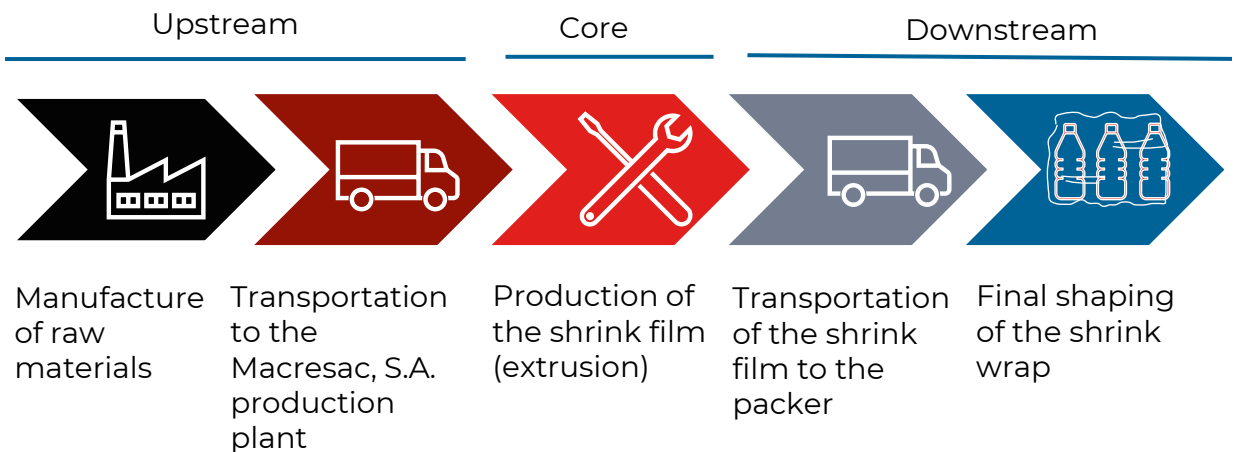 Upstream
Core
Downstream
Manufacture
of raw
materials
Transportation
to the
Macresac, S.A.
production
plant
Production of
the shrink film
(extrusion)
Transportation
of the shrink
film to the
packer
Final shaping
of the shrink
wrap